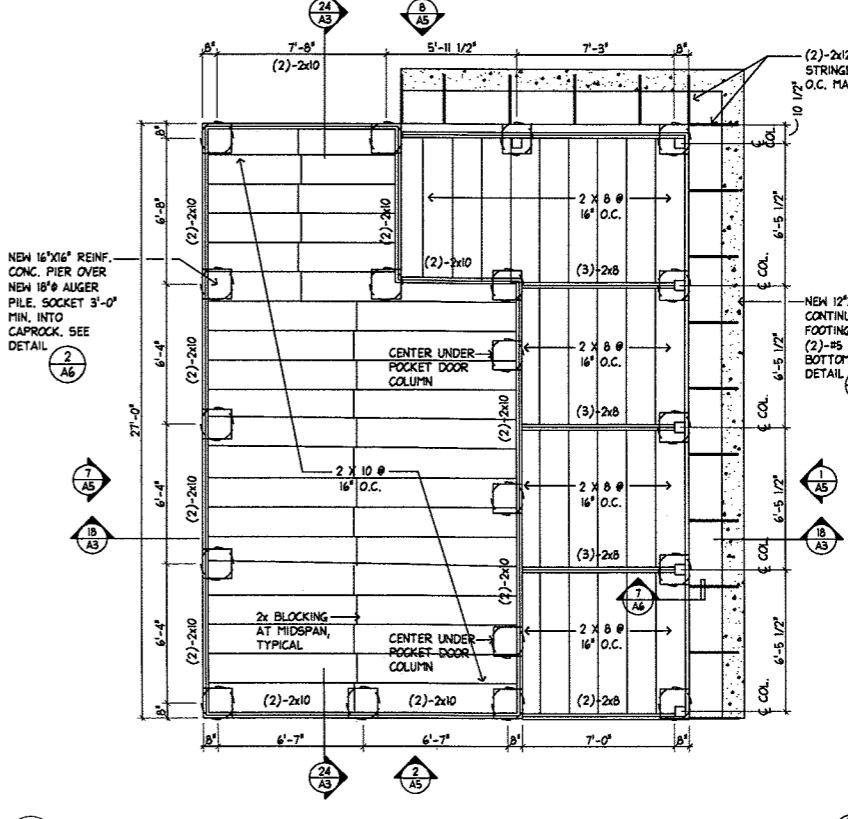 24
A3
8
A5
8"
7'-8"
5'-11 1/2"
7'-3"
8"
(2)-2x10
(2)-2x12
STRINGE
O.C. MA
10 1/2"
8"
℄ COL.
6'-8"
(2)-2x10
(2)-2x10
2 X 8 @
16" O.C.
6'-5 1/2"
NEW 16"X16" REINF.
CONC. PIER OVER
NEW 18"ø AUGER
PILE. SOCKET 3'-0"
MIN. INTO
CAPROCK. SEE
DETAIL
2
A6
(2)-2x10
(3)-2x8
℄ COL.
NEW 12"
CONTINU
FOOTING
(2)-#5
BOTTOM
DETAIL
6'-4"
(2)-2x10
CENTER UNDER
POCKET DOOR
COLUMN
2 X 8 @
16" O.C.
6'-5 1/2"
(2)-2x10
(3)-2x8
℄ COL.
27'-0"
7
A5
18
A3
6'-4"
(2)-2x10
2 X 10 @
16" O.C.
2 X 8 @
16" O.C.
6'-5 1/2"
1
A5
18
A3
(3)-2x8
℄ COL.
(2)-2x10
7
A6
6'-4"
(2)-2x10
2x BLOCKING
AT MIDSPAN,
TYPICAL
CENTER UNDER
POCKET DOOR
COLUMN
2 X 8 @
16" O.C.
6'-5 1/2"
(2)-2x10
(2)-2x10
(2)-2x8
℄ COL.
8"
8"
6'-7"
6'-7"
8"
7'-0"
8"
24
A3
2
A5